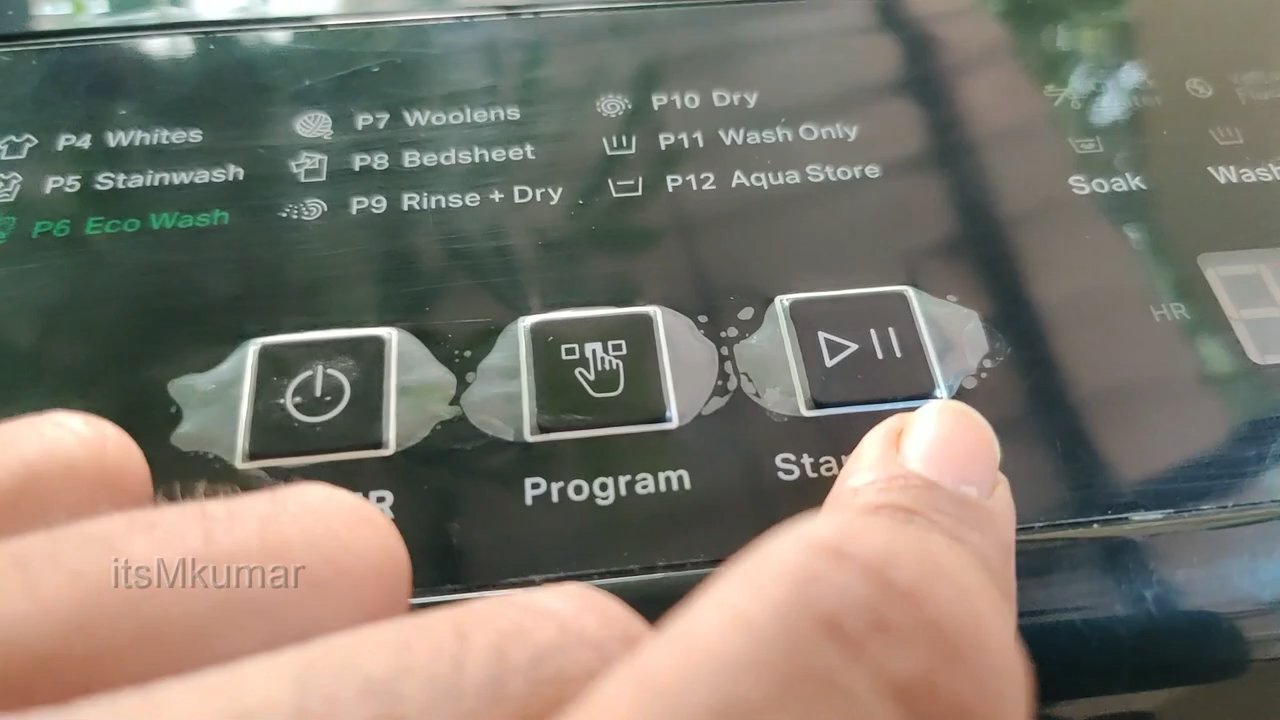 P4 Whites
P5 Stainwash
P6 Eco Wash
P7 Woolens
P8 Bedsheet
P9 Rinse + Dry
P10 Dry
P11 Wash Only
P12 Aqua Store
Soak
Wash
HR
Program
itsMkumar